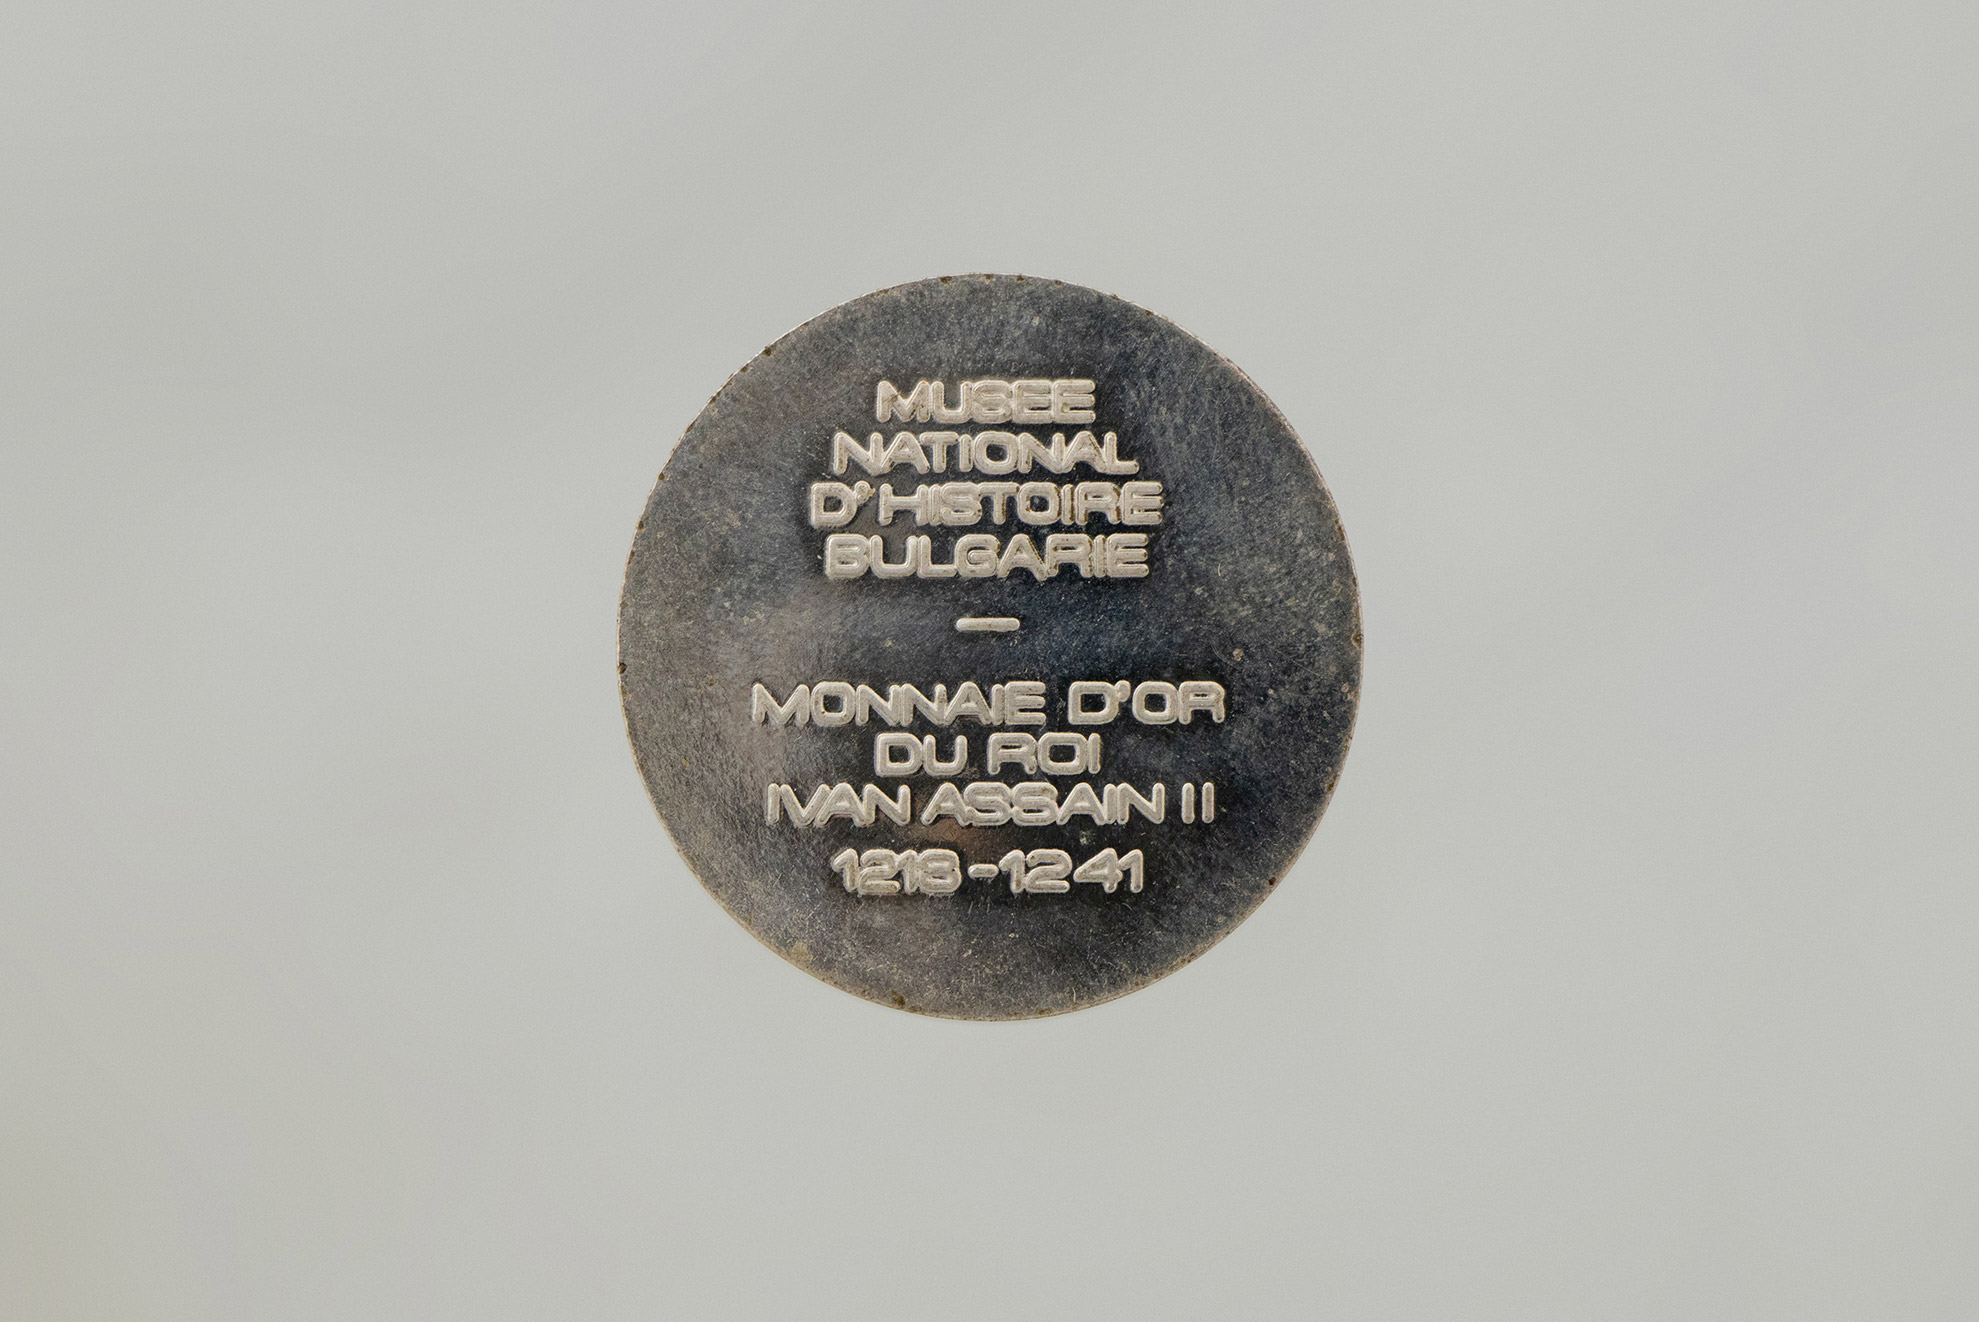 MUSEE
NATIONAL
D'HISTOIRE
BULGARIE
—
MONNAIE D'OR
DU ROI
IVAN ASSAIN II
1218-1241